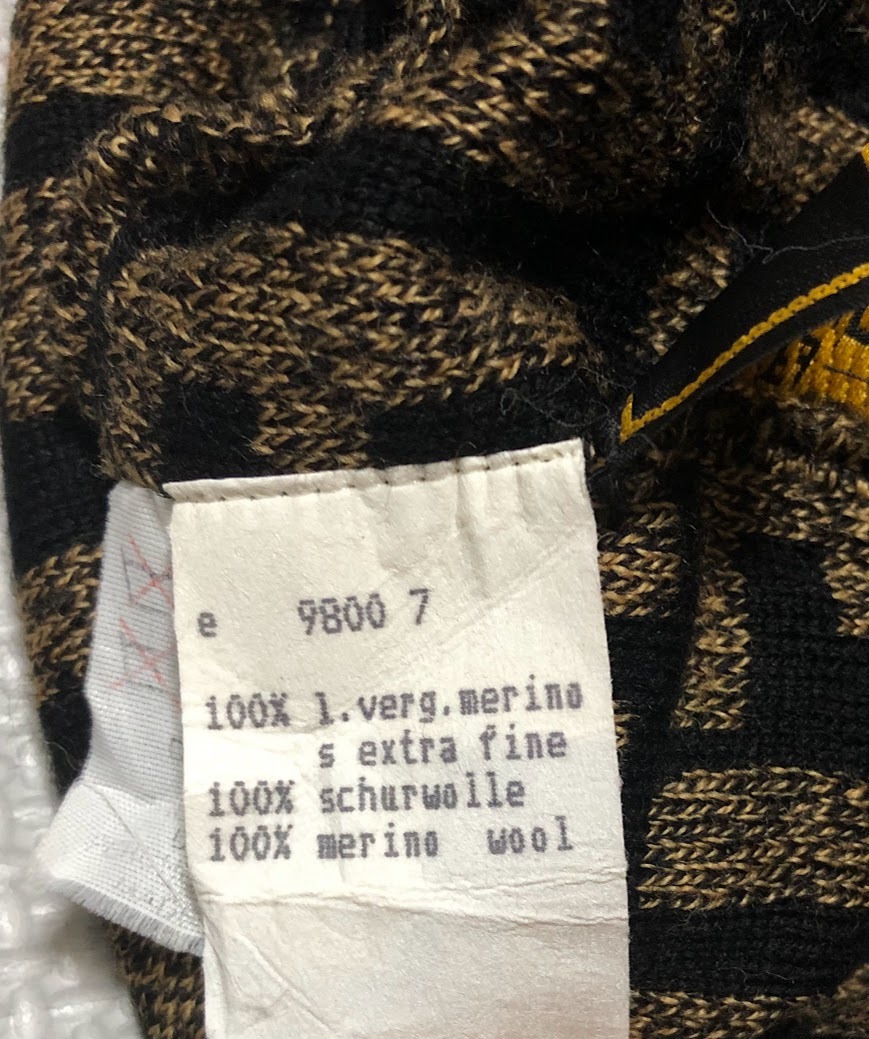 e 9800 7
100% l.verg.merino
s extra fine
100% schurwolle
100% merino wool